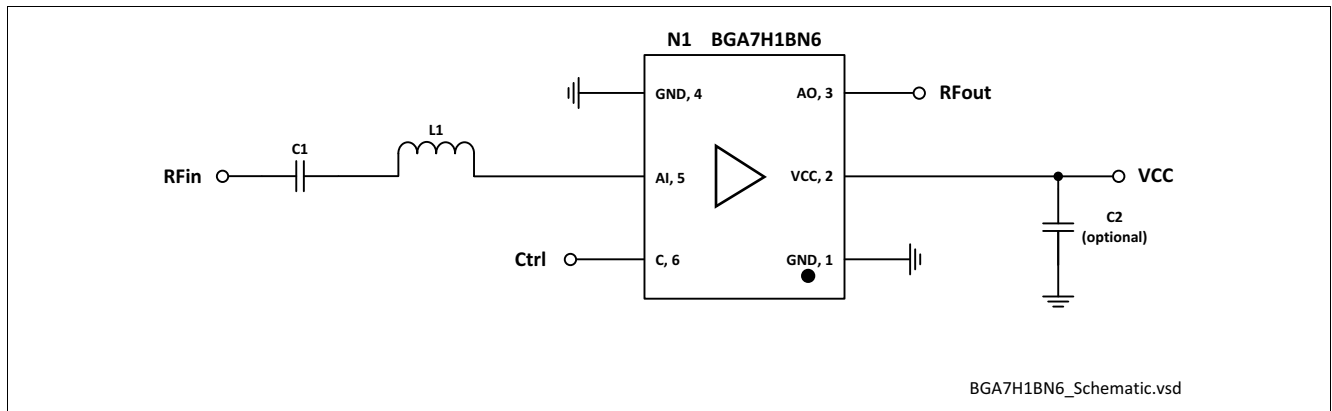 N1 BGA7H1BN6
GND, 4
AO, 3
RFout
C1
L1
RFin
AI, 5
VCC, 2
VCC
C2
(optional)
Ctrl
C, 6
GND, 1
BGA7H1BN6_Schematic.vsd